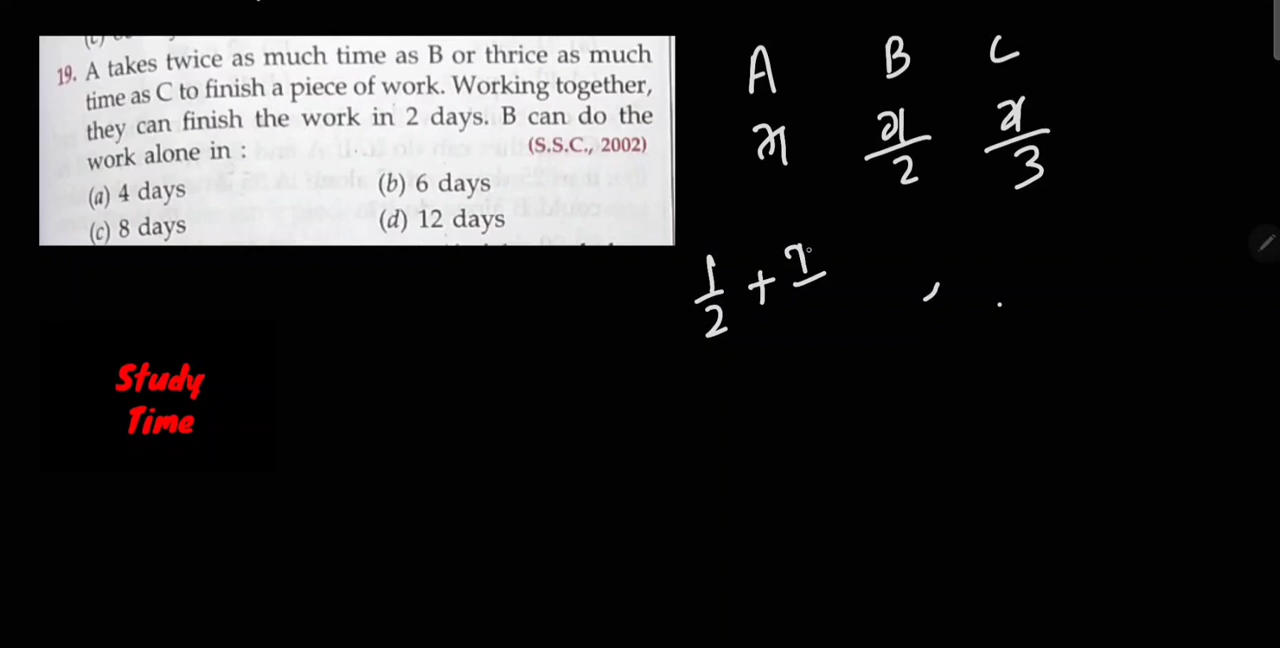 19. A takes twice as much time as B or thrice as much
time as C to finish a piece of work. Working together,
they can finish the work in 2 days. B can do the
work alone in : (S.S.C., 2002)
(a) 4 days (b) 6 days
(c) 8 days (d) 12 days
A B C
x x/2 x/3
1/2 +
Study
Time